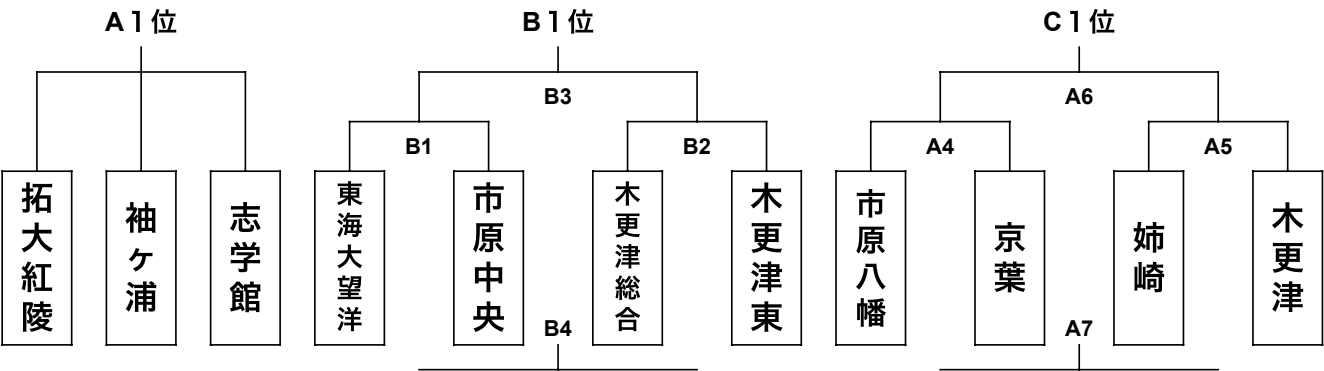 A1位
B1位
C1位
B3
A6
B1
B2
A4
A5
拓大紅陵
袖ヶ浦
志学館
東海大望洋
市原中央
木更津総合
木更津東
市原八幡
京葉
姉崎
木更津
B4
A7